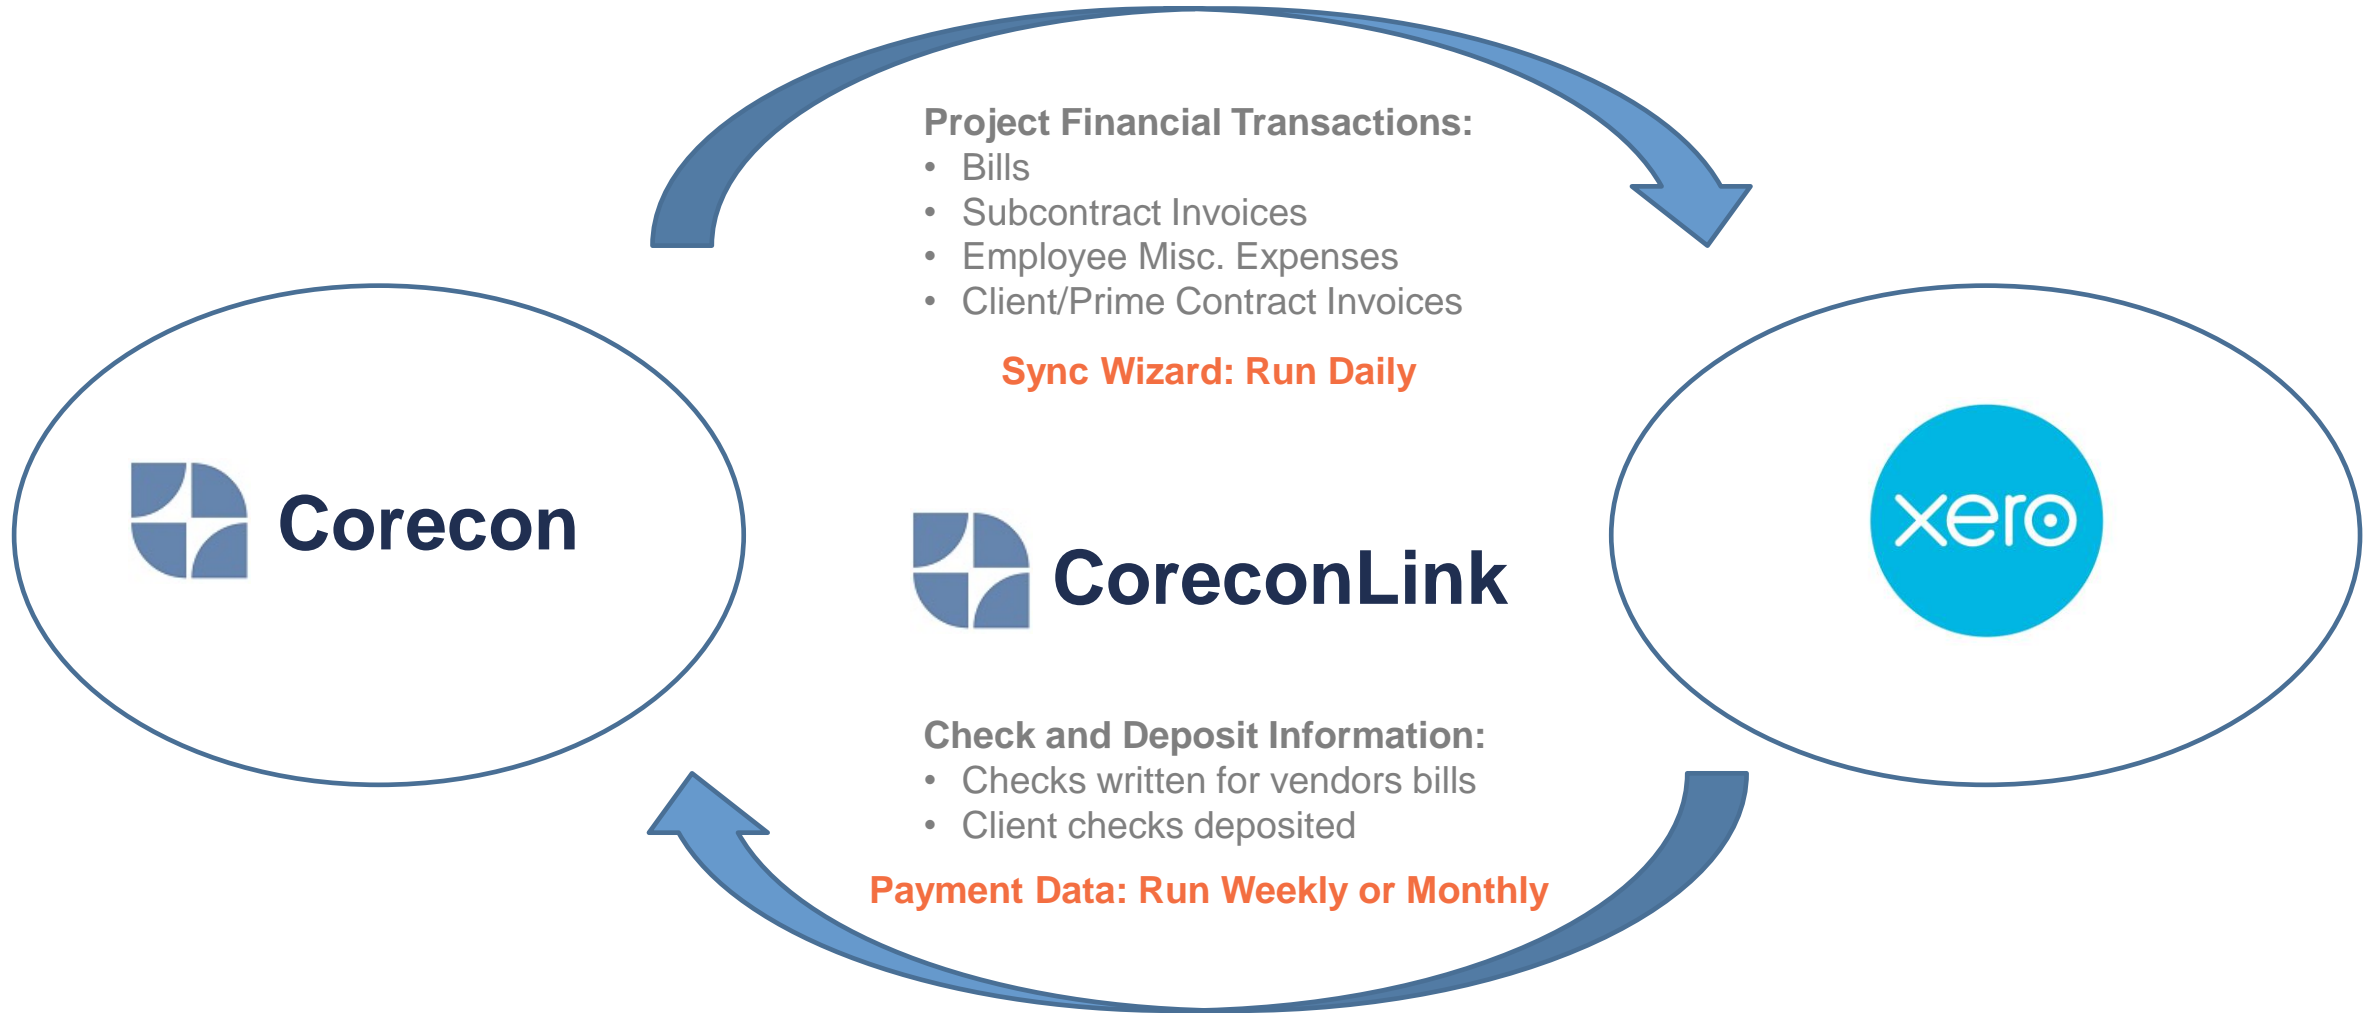 Project Financial Transactions:
• Bills
• Subcontract Invoices
• Employee Misc. Expenses
• Client/Prime Contract Invoices
Sync Wizard: Run Daily
Corecon
CoreconLink
xero
Check and Deposit Information:
• Checks written for vendors bills
• Client checks deposited
Payment Data: Run Weekly or Monthly